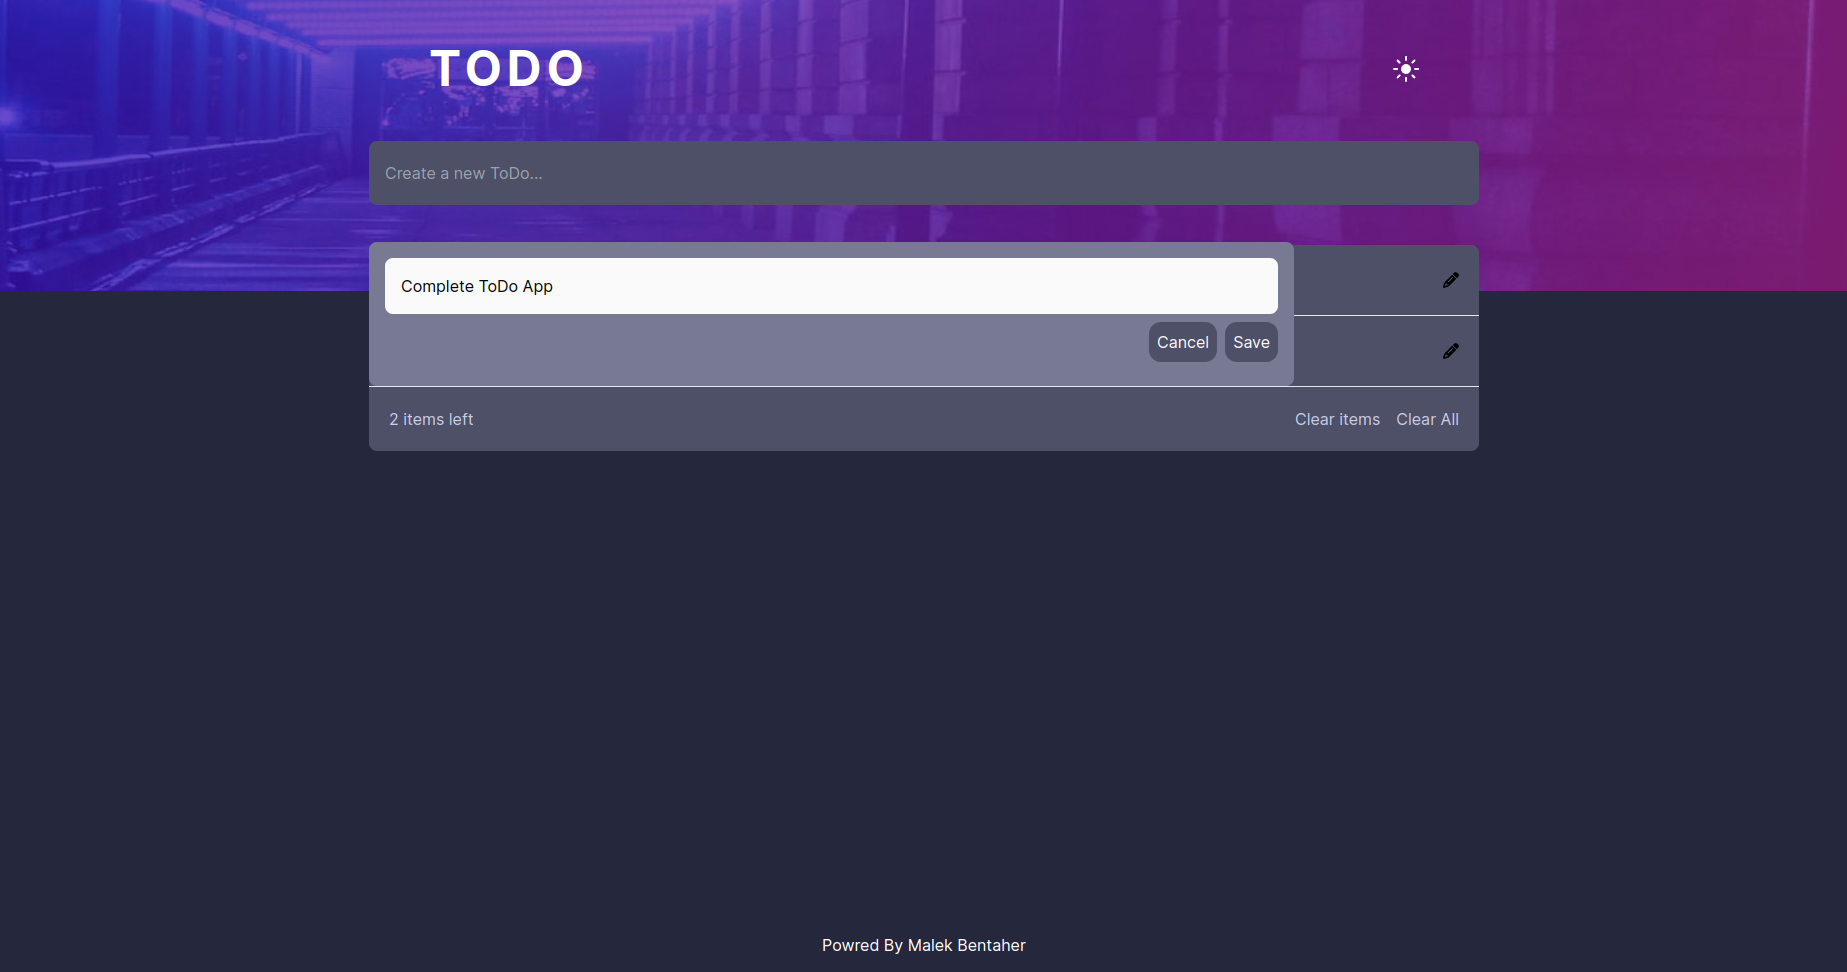 TODO
Create a new ToDo...
Complete ToDo App
Cancel Save
2 items left Clear items Clear All
Powred By Malek Bentaher